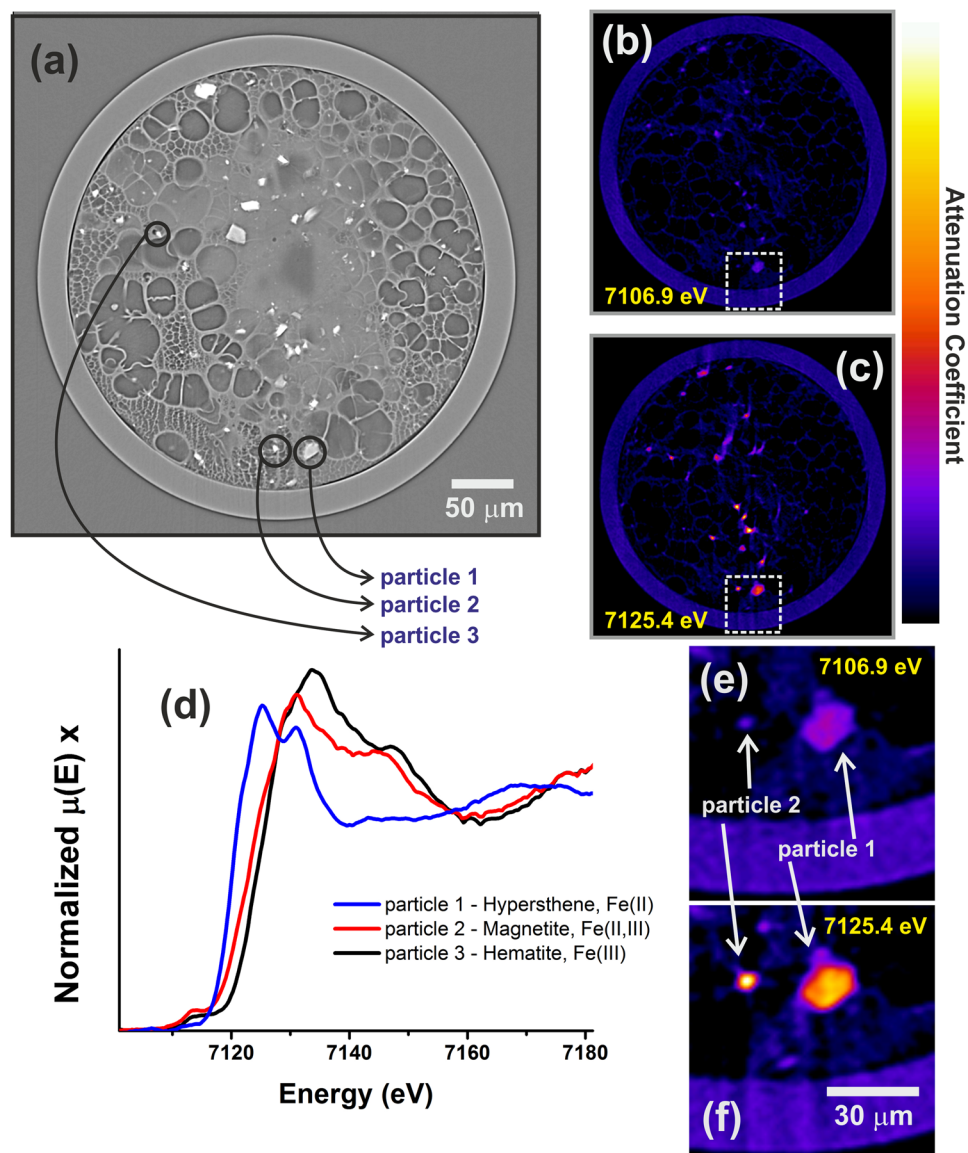 (a)
50 μm
(b)
7106.9 eV
(c)
7125.4 eV
Attenuation Coefficient
particle 1
particle 2
particle 3
(d)
Normalized μ(E) x
particle 1 - Hypersthene, Fe(II)
particle 2 - Magnetite, Fe(II,III)
particle 3 - Hematite, Fe(III)
7120
7140
7160
7180
Energy (eV)
(e)
7106.9 eV
particle 2
particle 1
7125.4 eV
(f)
30 μm